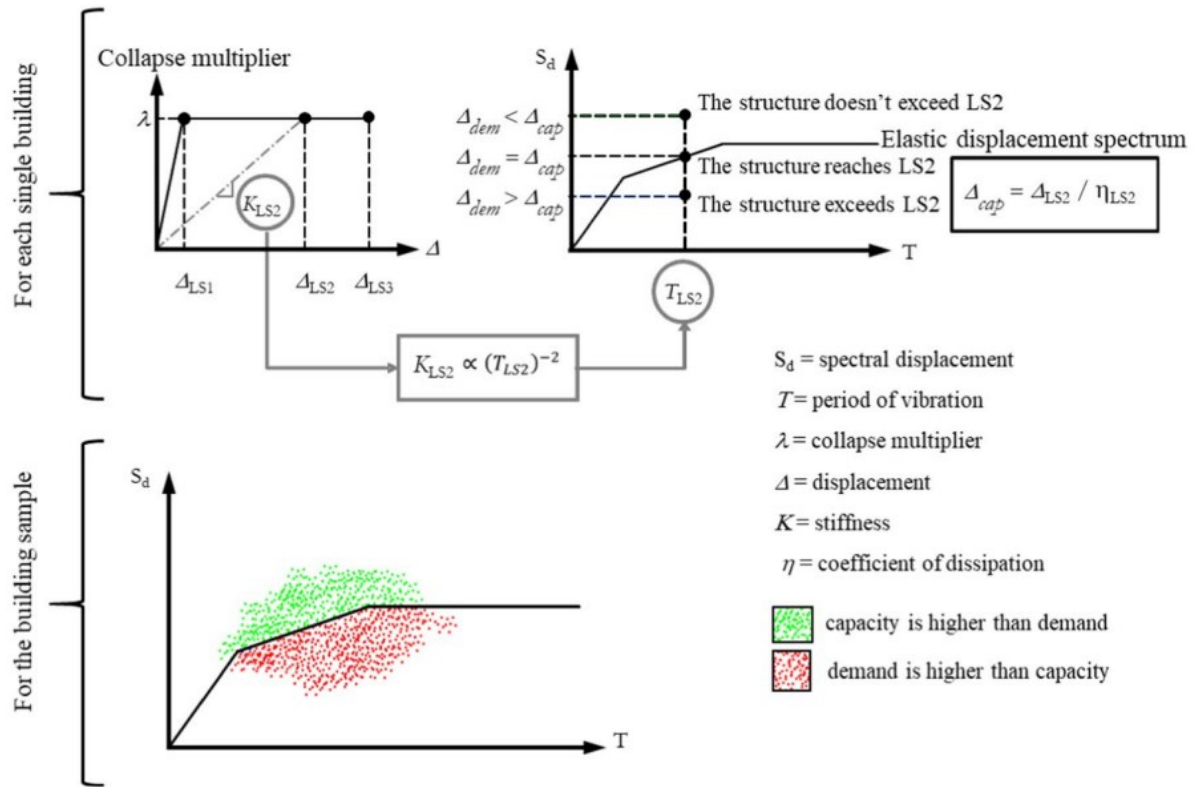 For each single building
Collapse multiplier
λ
K_LS2
Δ
Δ_LS1
Δ_LS2
Δ_LS3
S_d
Δ_dem < Δ_cap
The structure doesn't exceed LS2
Elastic displacement spectrum
Δ_dem = Δ_cap
The structure reaches LS2
Δ_dem > Δ_cap
The structure exceeds LS2
Δ_cap = Δ_LS2 / η_LS2
T
T_LS2
K_LS2 ∝ (T_LS2)^−2
S_d = spectral displacement
T = period of vibration
λ = collapse multiplier
Δ = displacement
K = stiffness
η = coefficient of dissipation
capacity is higher than demand
demand is higher than capacity
For the building sample
S_d
T